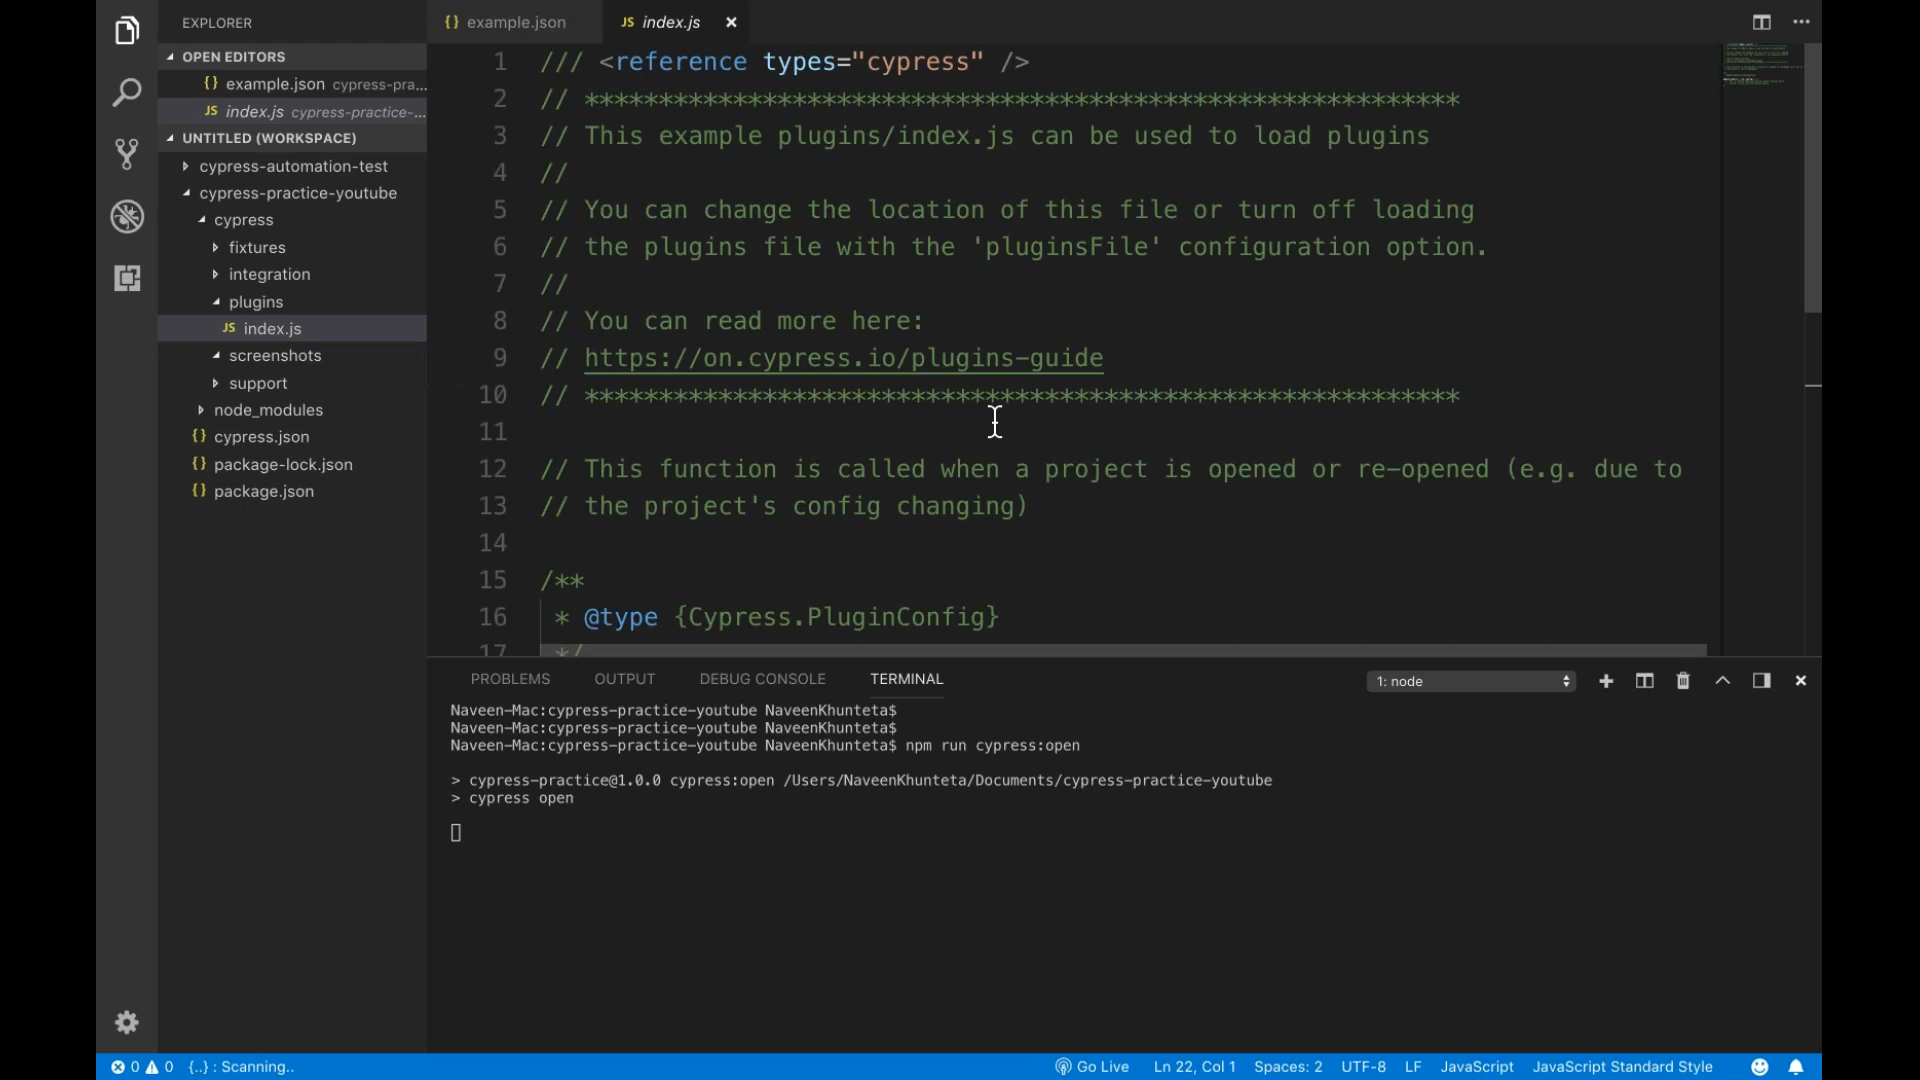 EXPLORER
OPEN EDITORS
{} example.json cypress-pra...
JS index.js cypress-practice-...
UNTITLED (WORKSPACE)
cypress-automation-test
cypress-practice-youtube
cypress
fixtures
integration
plugins
JS index.js
screenshots
support
node_modules
{} cypress.json
{} package-lock.json
{} package.json
{} example.json
JS index.js
1 /// <reference types="cypress" />
2 // ***********************************************************
3 // This example plugins/index.js can be used to load plugins
4 //
5 // You can change the location of this file or turn off loading
6 // the plugins file with the 'pluginsFile' configuration option.
7 //
8 // You can read more here:
9 // https://on.cypress.io/plugins-guide
10 // ***********************************************************
11
12 // This function is called when a project is opened or re-opened (e.g. due to
13 // the project's config changing)
14
15 /**
16 * @type {Cypress.PluginConfig}
17 */
PROBLEMS OUTPUT DEBUG CONSOLE TERMINAL 1: node
Naveen-Mac:cypress-practice-youtube NaveenKhunteta$
Naveen-Mac:cypress-practice-youtube NaveenKhunteta$
Naveen-Mac:cypress-practice-youtube NaveenKhunteta$ npm run cypress:open
> cypress-practice@1.0.0 cypress:open /Users/NaveenKhunteta/Documents/cypress-practice-youtube
> cypress open
0 0 {..} : Scanning.. Go Live Ln 22, Col 1 Spaces: 2 UTF-8 LF JavaScript JavaScript Standard Style